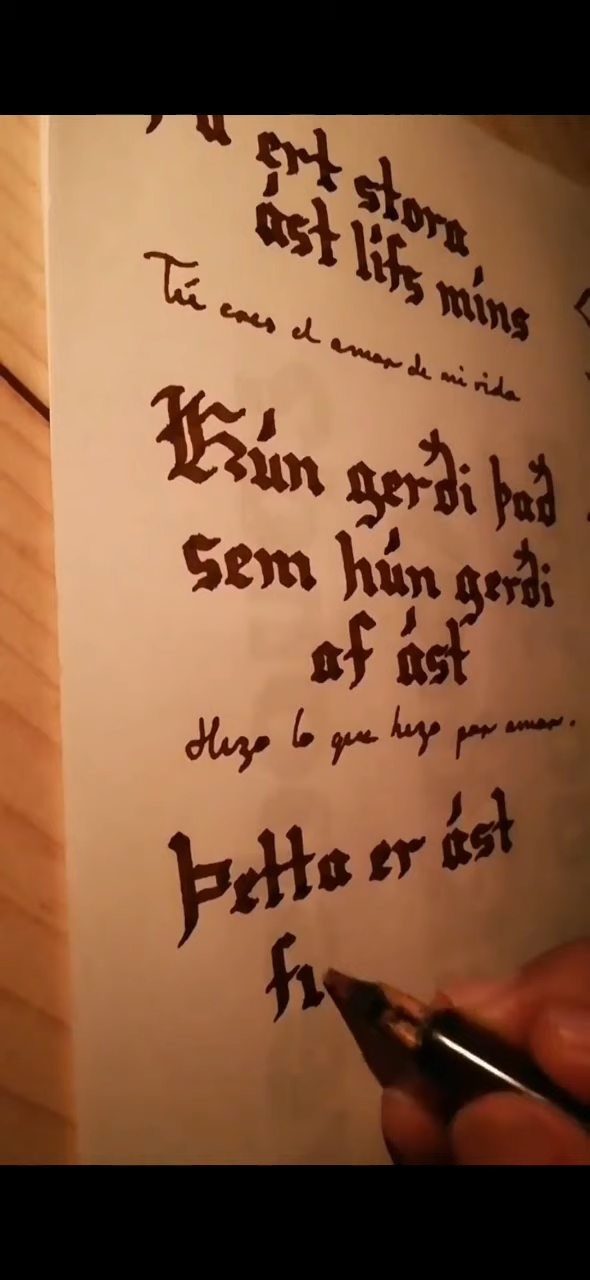 ert stora
ást lífs míns
Tú eres el amor de mi vida
Hún gerði það
sem hún gerði
af ást
Hizo lo que hizo por amor.
Þetta er ást